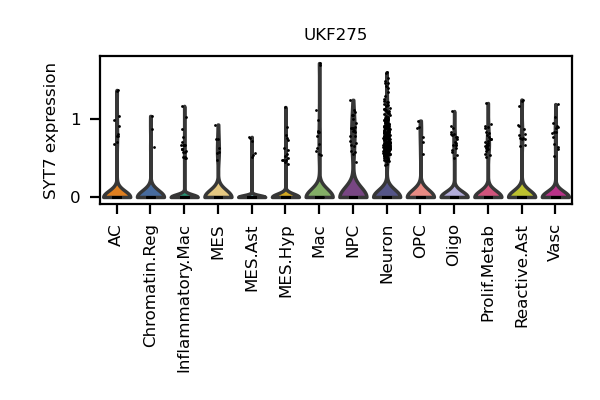 UKF275
SYT7 expression
1
0
AC
Chromatin.Reg
Inflammatory.Mac
MES
MES.Ast
MES.Hyp
Mac
NPC
Neuron
OPC
Oligo
Prolif.Metab
Reactive.Ast
Vasc